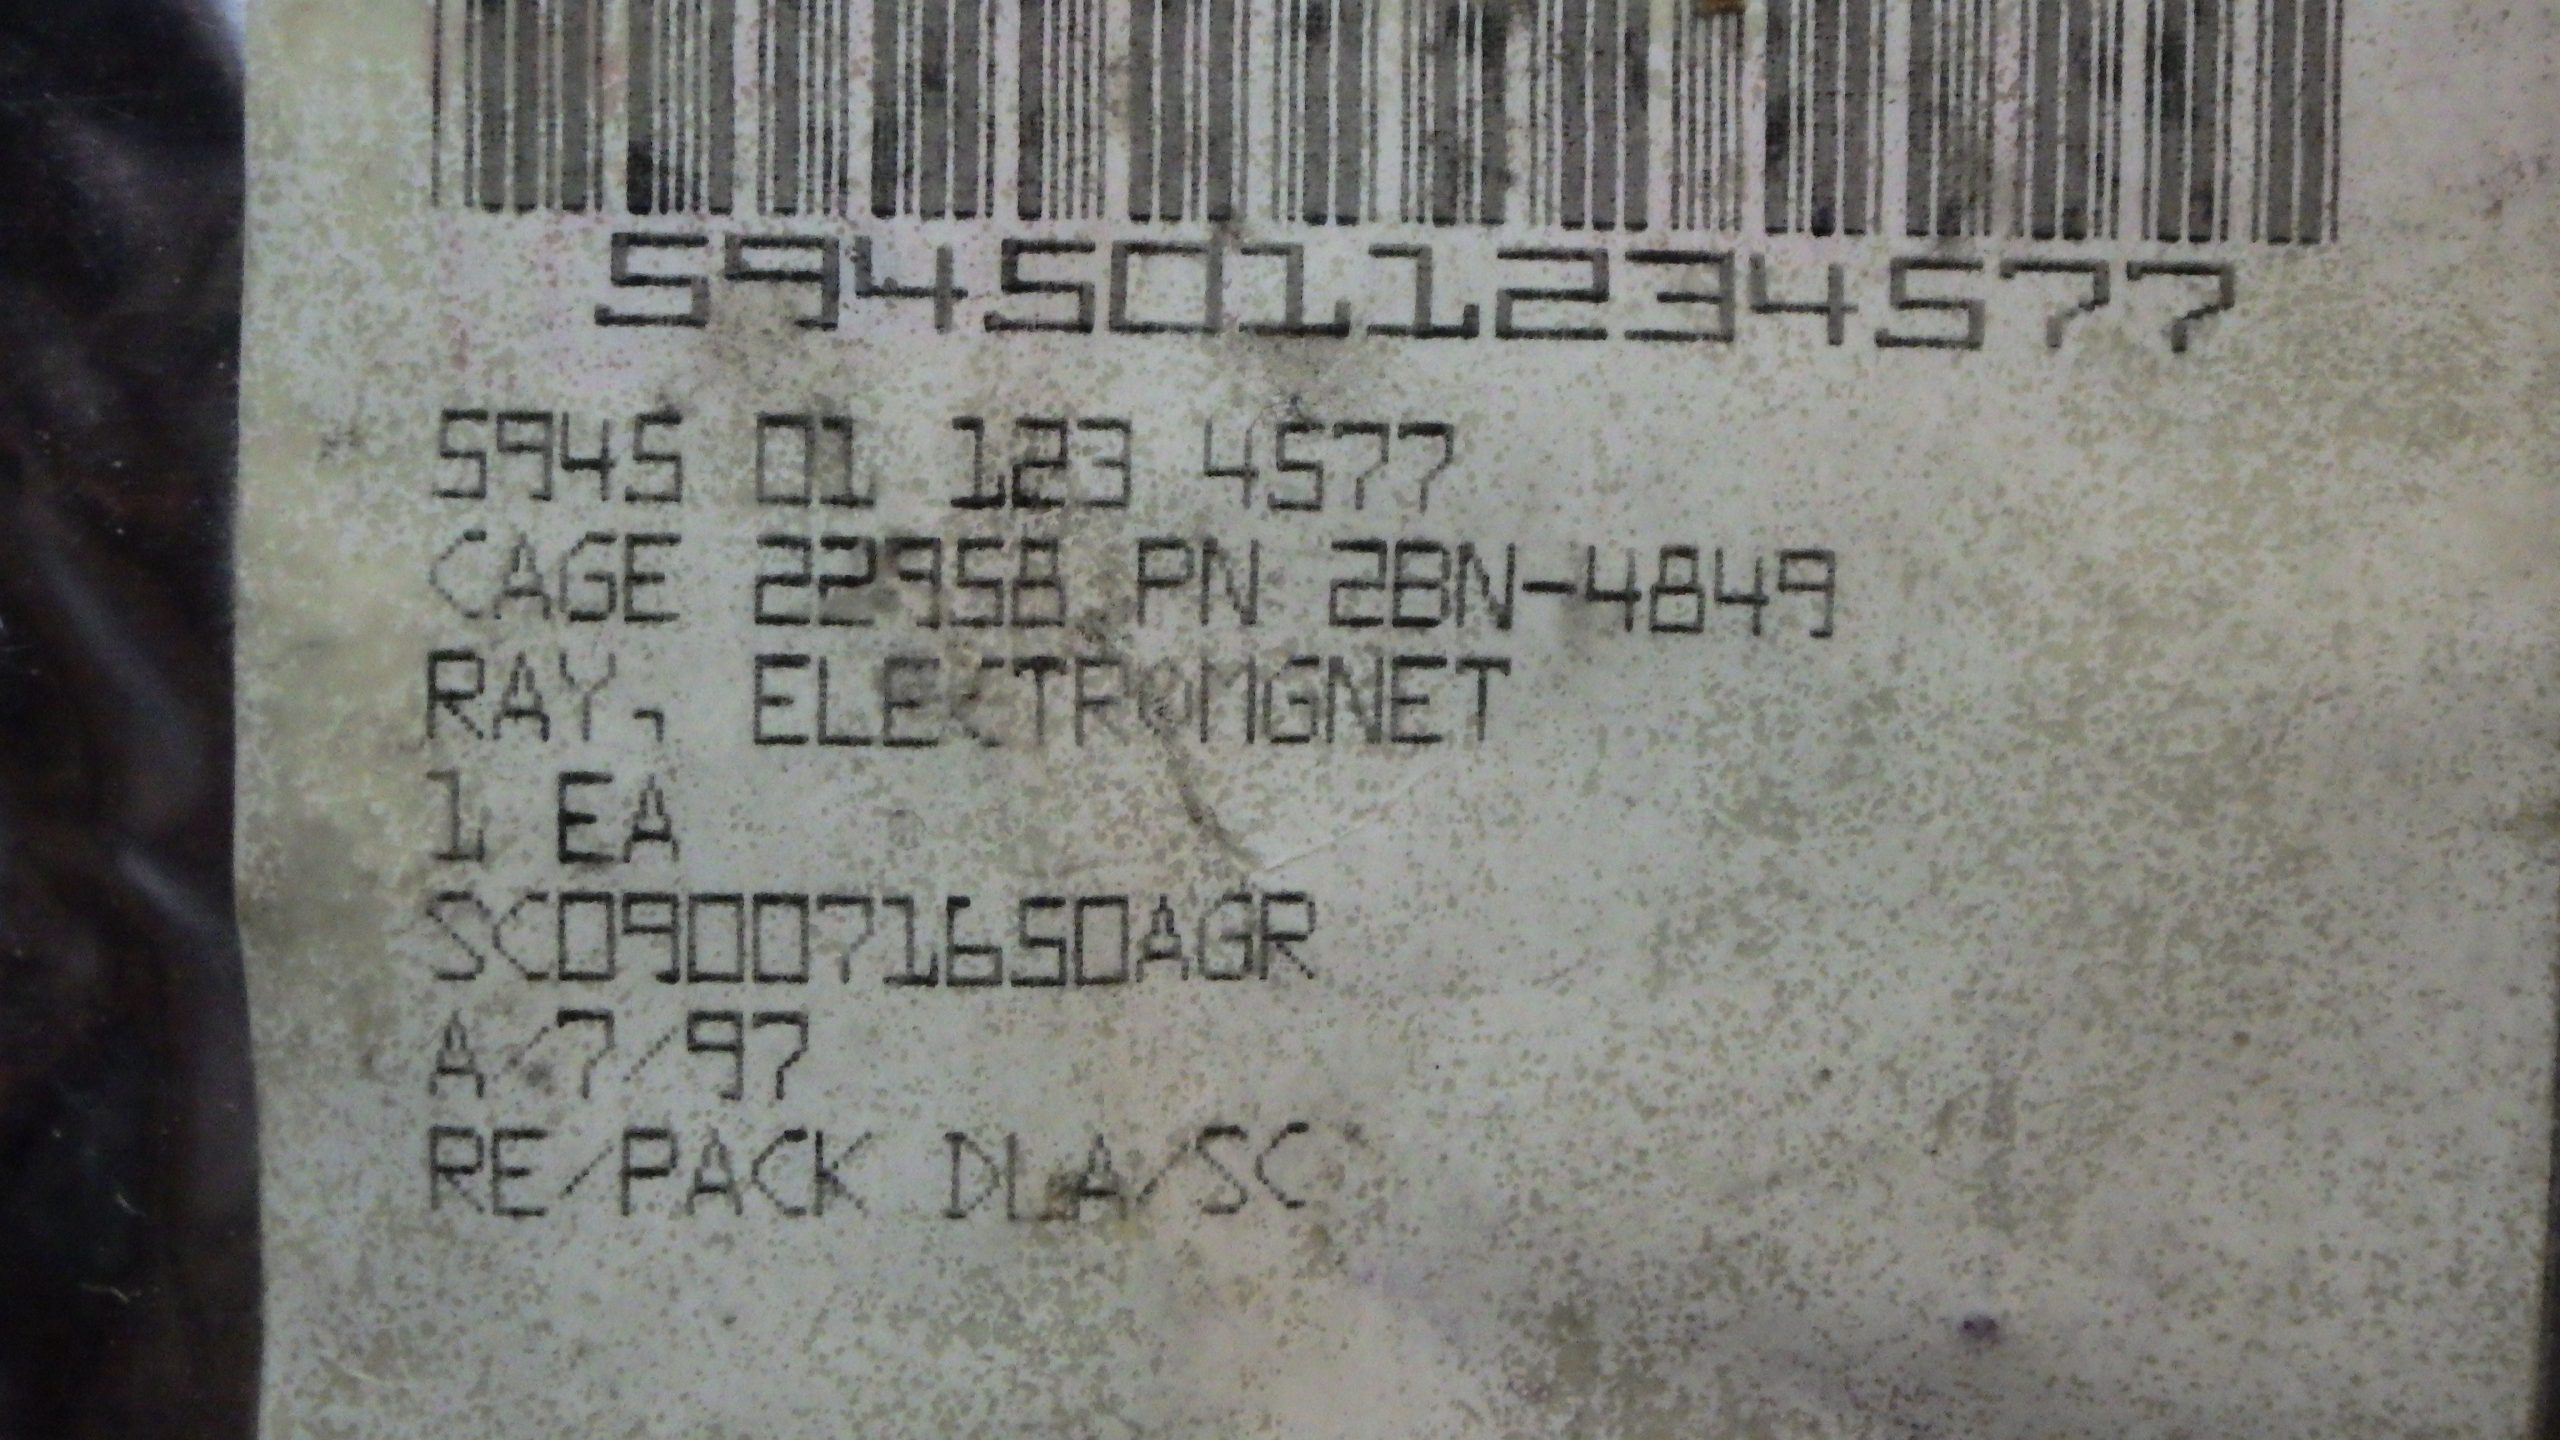 5945011234577
5945 01 123 4577
CAGE 22958 PN 2BN-4849
RAY, ELECTROMGNET
1 EA
SC090071650AGR
A/7/97
RE/PACK DLA/SC